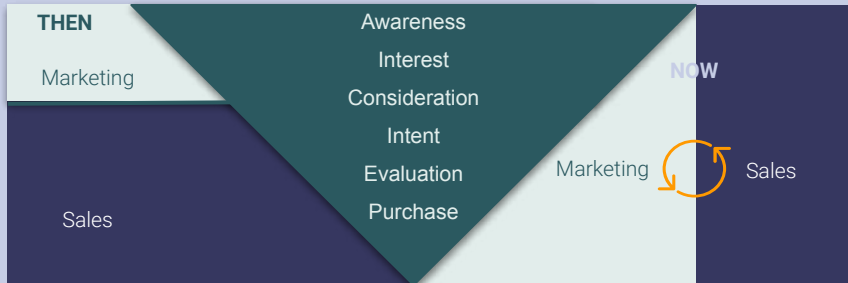 THEN
Marketing
Sales
Awareness
Interest
Consideration
Intent
Evaluation
Purchase
NOW
Marketing
Sales